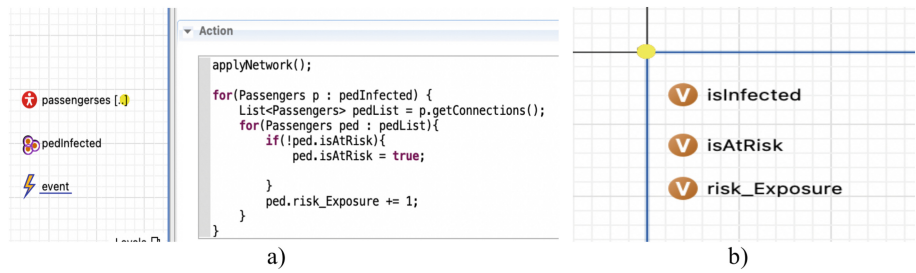 Action
passengerses [..]
pedInfected
event
applyNetwork();
for(Passengers p : pedInfected) {
List<Passengers> pedList = p.getConnections();
for(Passengers ped : pedList){
if(!ped.isAtRisk){
ped.isAtRisk = true;
}
ped.risk_Exposure += 1;
}
}
a)
V isInfected
V isAtRisk
V risk_Exposure
b)